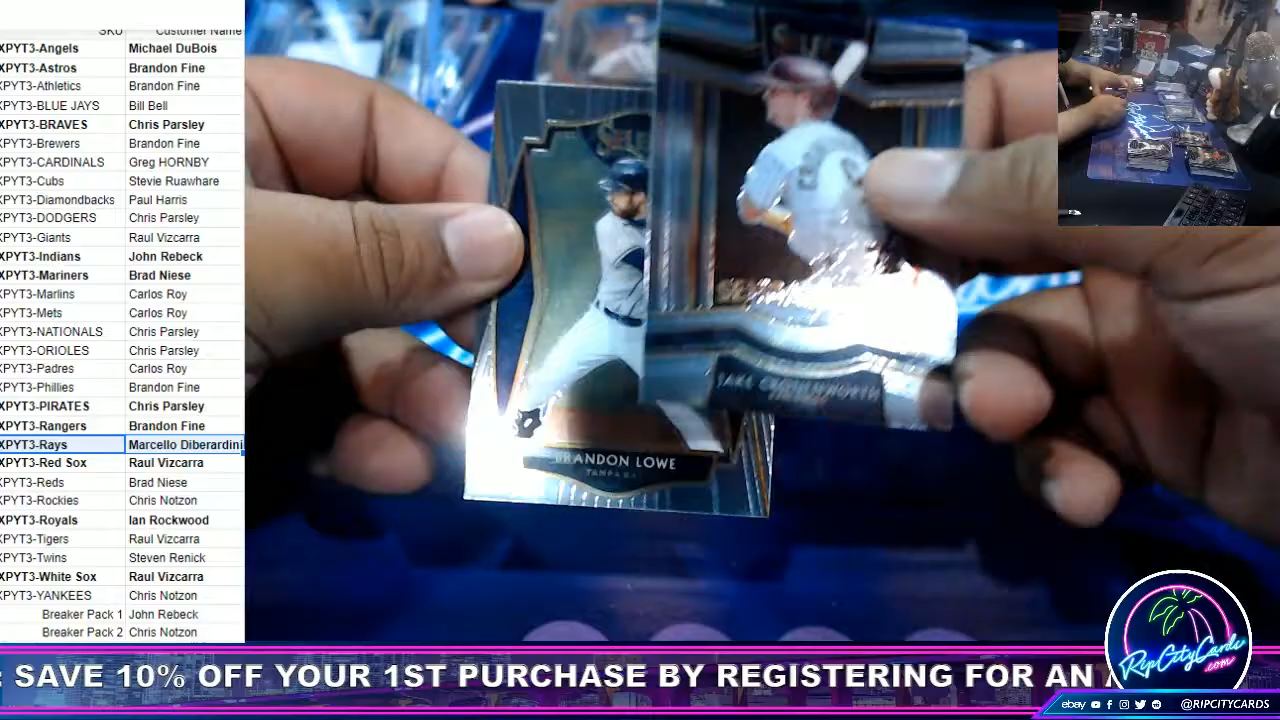 SKU Customer Name
XPYT3-Angels Michael DuBois
XPYT3-Astros Brandon Fine
XPYT3-Athletics Brandon Fine
XPYT3-BLUE JAYS Bill Bell
XPYT3-BRAVES Chris Parsley
XPYT3-Brewers Brandon Fine
XPYT3-CARDINALS Greg HORNBY
XPYT3-Cubs Stevie Ruawhare
XPYT3-Diamondbacks Paul Harris
XPYT3-DODGERS Chris Parsley
XPYT3-Giants Raul Vizcarra
XPYT3-Indians John Rebeck
XPYT3-Mariners Brad Niese
XPYT3-Marlins Carlos Roy
XPYT3-Mets Carlos Roy
XPYT3-NATIONALS Chris Parsley
XPYT3-ORIOLES Chris Parsley
XPYT3-Padres Carlos Roy
XPYT3-Phillies Brandon Fine
XPYT3-PIRATES Chris Parsley
XPYT3-Rangers Brandon Fine
XPYT3-Rays Marcello Diberardini
XPYT3-Red Sox Raul Vizcarra
XPYT3-Reds Brad Niese
XPYT3-Rockies Chris Notzon
XPYT3-Royals Ian Rockwood
XPYT3-Tigers Raul Vizcarra
XPYT3-Twins Steven Renick
XPYT3-White Sox Raul Vizcarra
XPYT3-YANKEES Chris Notzon
Breaker Pack 1 John Rebeck
Breaker Pack 2 Chris Notzon
JAKE CRONENWORTH
BRANDON LOWE
TAMPA BAY
: SAVE 10% OFF YOUR 1ST PURCHASE BY REGISTERING FOR AN
RipCityCards
.com
ebay @RIPCITYCARDS